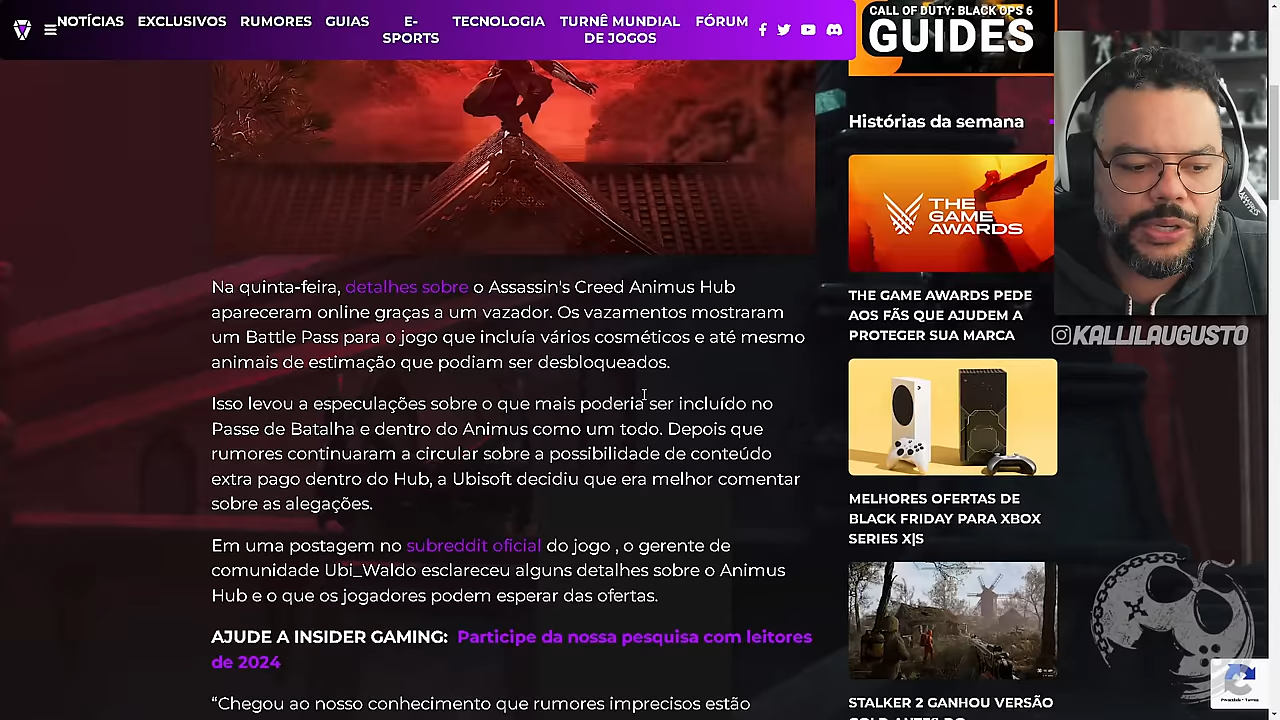 NOTÍCIAS
EXCLUSIVOS
RUMORES
GUIAS
E-
SPORTS
TECNOLOGIA
TURNÊ MUNDIAL
DE JOGOS
FÓRUM
CALL OF DUTY: BLACK OPS 6
GUIDES
Histórias da semana
THE
GAME
AWARDS
THE GAME AWARDS PEDE
AOS FÃS QUE AJUDEM A
PROTEGER SUA MARCA
KALLILAUGUSTO
MELHORES OFERTAS DE
BLACK FRIDAY PARA XBOX
SERIES X|S
STALKER 2 GANHOU VERSÃO
Na quinta-feira, detalhes sobre o Assassin's Creed Animus Hub
apareceram online graças a um vazador. Os vazamentos mostraram
um Battle Pass para o jogo que incluía vários cosméticos e até mesmo
animais de estimação que podiam ser desbloqueados.
Isso levou a especulações sobre o que mais poderia ser incluído no
Passe de Batalha e dentro do Animus como um todo. Depois que
rumores continuaram a circular sobre a possibilidade de conteúdo
extra pago dentro do Hub, a Ubisoft decidiu que era melhor comentar
sobre as alegações.
Em uma postagem no subreddit oficial do jogo , o gerente de
comunidade Ubi_Waldo esclareceu alguns detalhes sobre o Animus
Hub e o que os jogadores podem esperar das ofertas.
AJUDE A INSIDER GAMING: Participe da nossa pesquisa com leitores
de 2024
“Chegou ao nosso conhecimento que rumores imprecisos estão